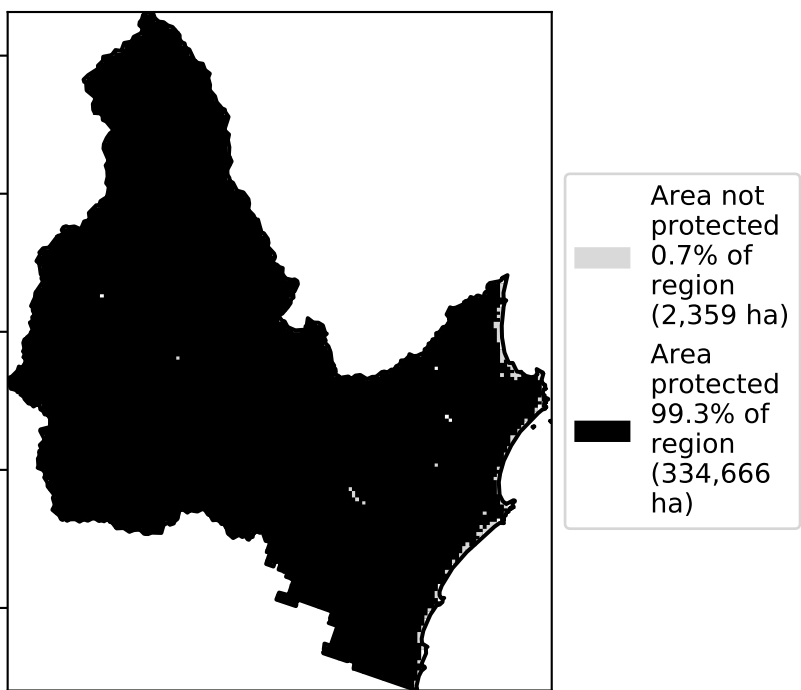 Area not
protected
0.7% of
region
(2,359 ha)
Area
protected
99.3% of
region
(334,666
ha)